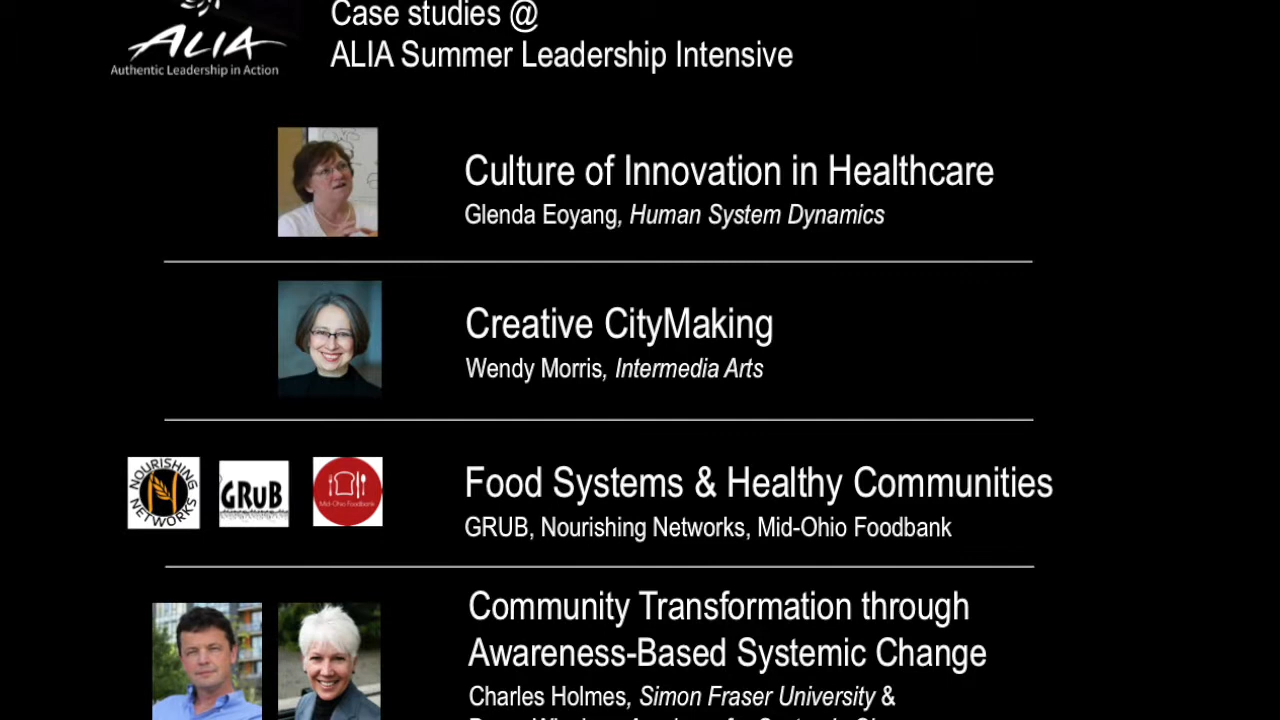 ALIA
Authentic Leadership in Action
Case studies @
ALIA Summer Leadership Intensive
Culture of Innovation in Healthcare
Glenda Eoyang, Human System Dynamics
Creative CityMaking
Wendy Morris, Intermedia Arts
NOURISHING
NETWORKS
GRuB
Mid-Ohio Foodbank
Food Systems & Healthy Communities
GRUB, Nourishing Networks, Mid-Ohio Foodbank
Community Transformation through
Awareness-Based Systemic Change
Charles Holmes, Simon Fraser University &